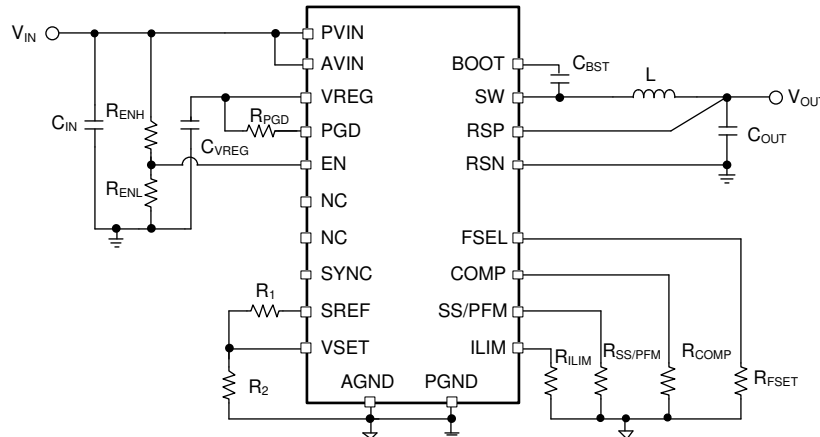 V_IN
C_IN
R_ENH
R_ENL
C_VREG
R_PGD
R_1
R_2
PVIN
AVIN
VREG
PGD
EN
NC
NC
SYNC
SREF
VSET
AGND
PGND
BOOT
SW
RSP
RSN
FSEL
COMP
SS/PFM
ILIM
C_BST
L
V_OUT
C_OUT
R_ILIM
R_SS/PFM
R_COMP
R_FSET